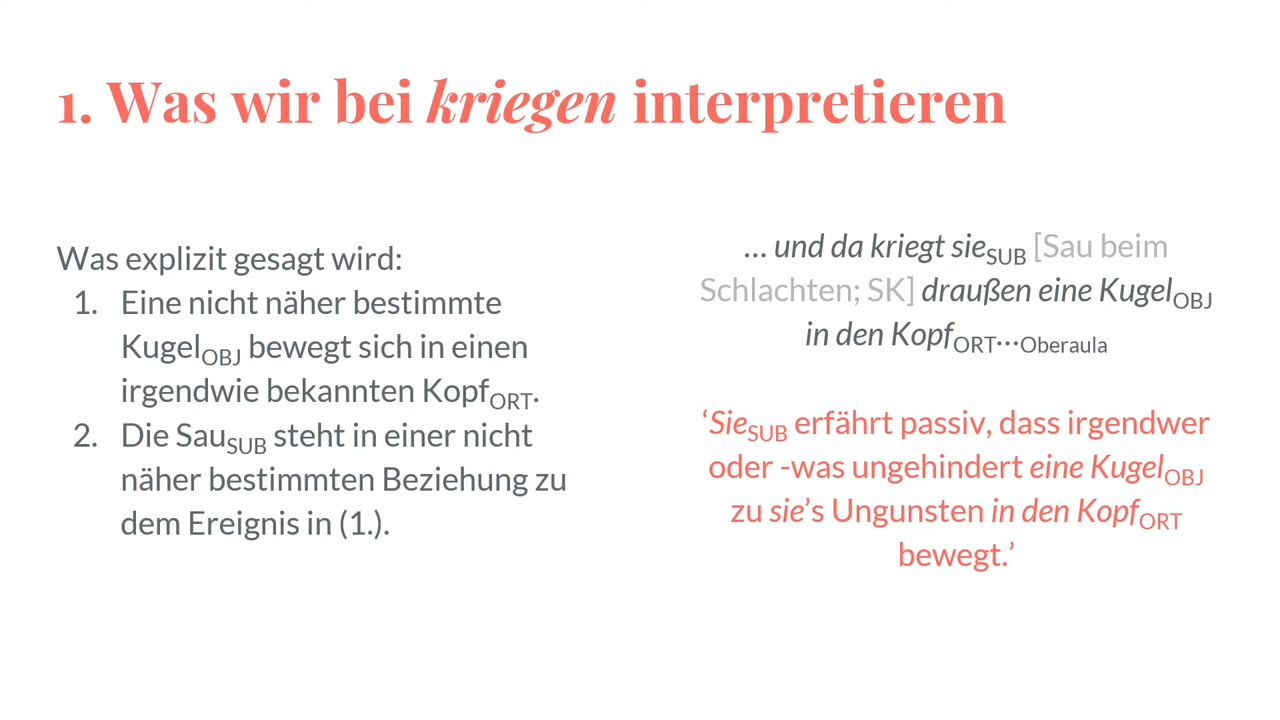 1. Was wir bei kriegen interpretieren
Was explizit gesagt wird:
1. Eine nicht näher bestimmte
KugelOBJ bewegt sich in einen
irgendwie bekannten KopfORT.
2. Die SauSUB steht in einer nicht
näher bestimmten Beziehung zu
dem Ereignis in (1.).
... und da kriegt sieSUB [Sau beim
Schlachten; SK] draußen eine KugelOBJ
in den KopfORT...Oberaula
‘SieSUB erfährt passiv, dass irgendwer
oder -was ungehindert eine KugelOBJ
zu sie’s Ungunsten in den KopfORT
bewegt.’